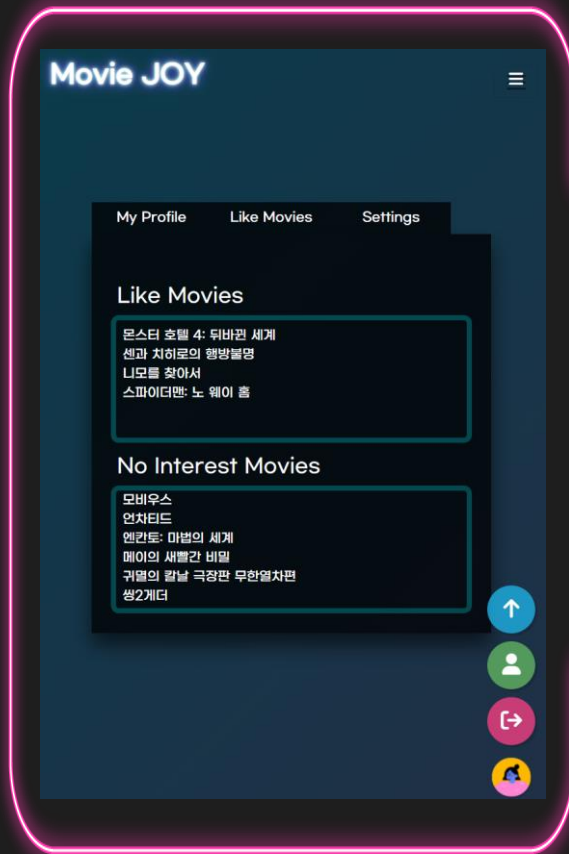 Movie JOY
My Profile Like Movies Settings
Like Movies
몬스터 호텔 4: 뒤바뀐 세계
센과 치히로의 행방불명
니모를 찾아서
스파이더맨: 노 웨이 홈
No Interest Movies
모비우스
언차티드
엔칸토: 마법의 세계
메이의 새빨간 비밀
귀멸의 칼날 극장판 무한열차편
씽2게더